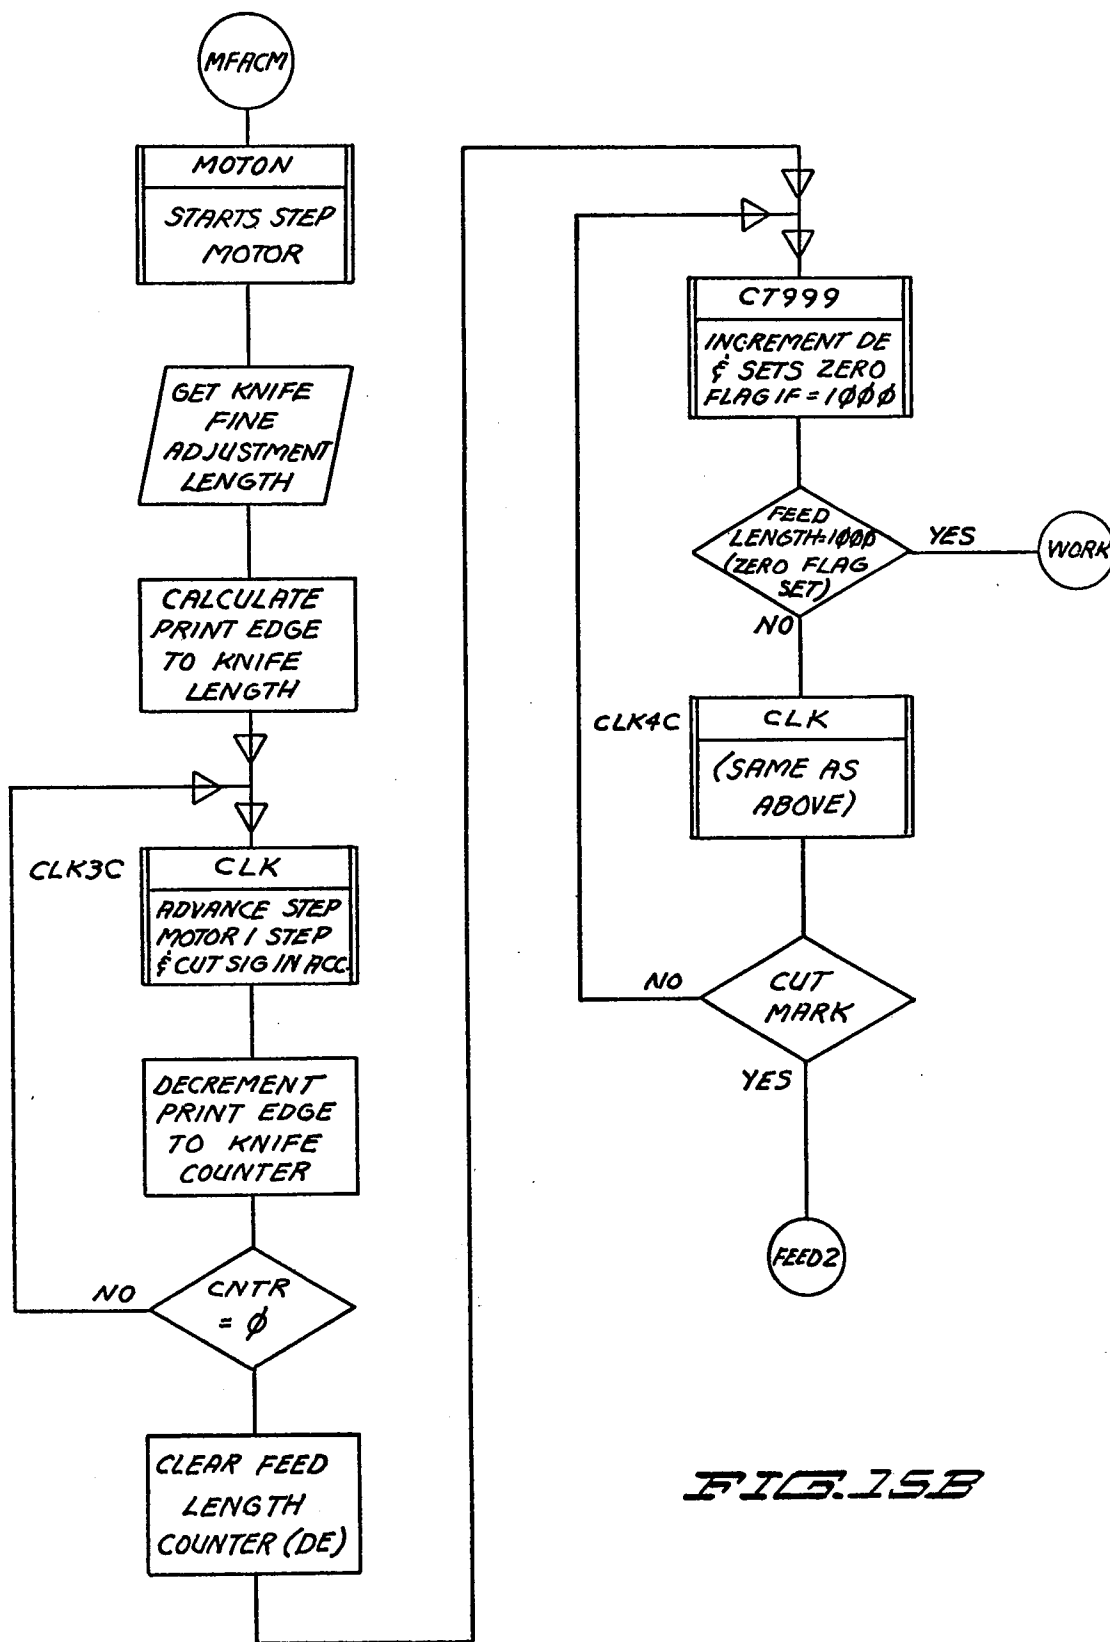 MFACM
MOTON
STARTS STEP
MOTOR
GET KNIFE
FINE
ADJUSTMENT
LENGTH
CALCULATE
PRINT EDGE
TO KNIFE
LENGTH
CLK3C
CLK
ADVANCE STEP
MOTOR 1 STEP
& CUT SIG IN ACC.
DECREMENT
PRINT EDGE
TO KNIFE
COUNTER
NO
CNTR
= ϕ
CLEAR FEED
LENGTH
COUNTER (DE)
CT999
INCREMENT DE
& SETS ZERO
FLAG IF = 1ϕϕϕ
FEED
LENGTH=1ϕϕϕ
(ZERO FLAG
SET)
YES
WORK
NO
CLK4C
CLK
(SAME AS
ABOVE)
NO
CUT
MARK
YES
FEED2
FIG. 15B